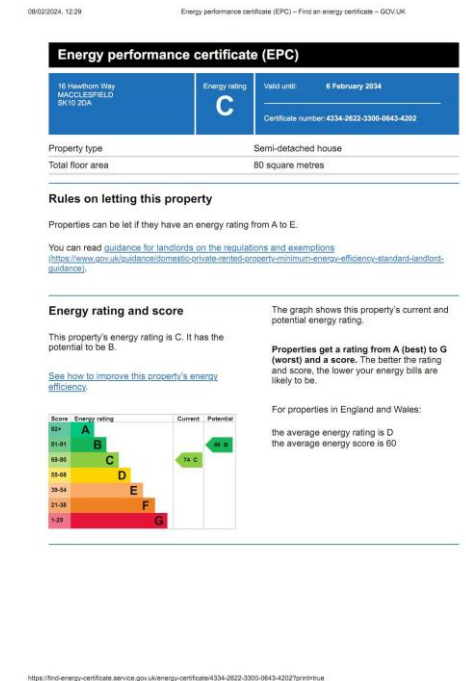 08/02/2024, 12:29
Energy performance certificate (EPC) – Find an energy certificate – GOV.UK
Energy performance certificate (EPC)
16 Hawthorn Way
MACCLESFIELD
SK10 2DA
Energy rating
C
Valid until: 6 February 2034
Certificate number: 4334-2622-3300-0643-4202
Property type Semi-detached house
Total floor area 80 square metres
Rules on letting this property
Properties can be let if they have an energy rating from A to E.
You can read guidance for landlords on the regulations and exemptions
(https://www.gov.uk/guidance/domestic-private-rented-property-minimum-energy-efficiency-standard-landlord-
guidance).
Energy rating and score
This property's energy rating is C. It has the
potential to be B.
See how to improve this property's energy
efficiency.
Score Energy rating Current Potential
92+ A
81-91 B
69-80 C 74 C
55-68 D
39-54 E
21-38 F
1-20 G
The graph shows this property's current and
potential energy rating.
Properties get a rating from A (best) to G
(worst) and a score. The better the rating
and score, the lower your energy bills are
likely to be.
For properties in England and Wales:
the average energy rating is D
the average energy score is 60
https://find-energy-certificate.service.gov.uk/energy-certificate/4334-2622-3300-0643-4202?print=true